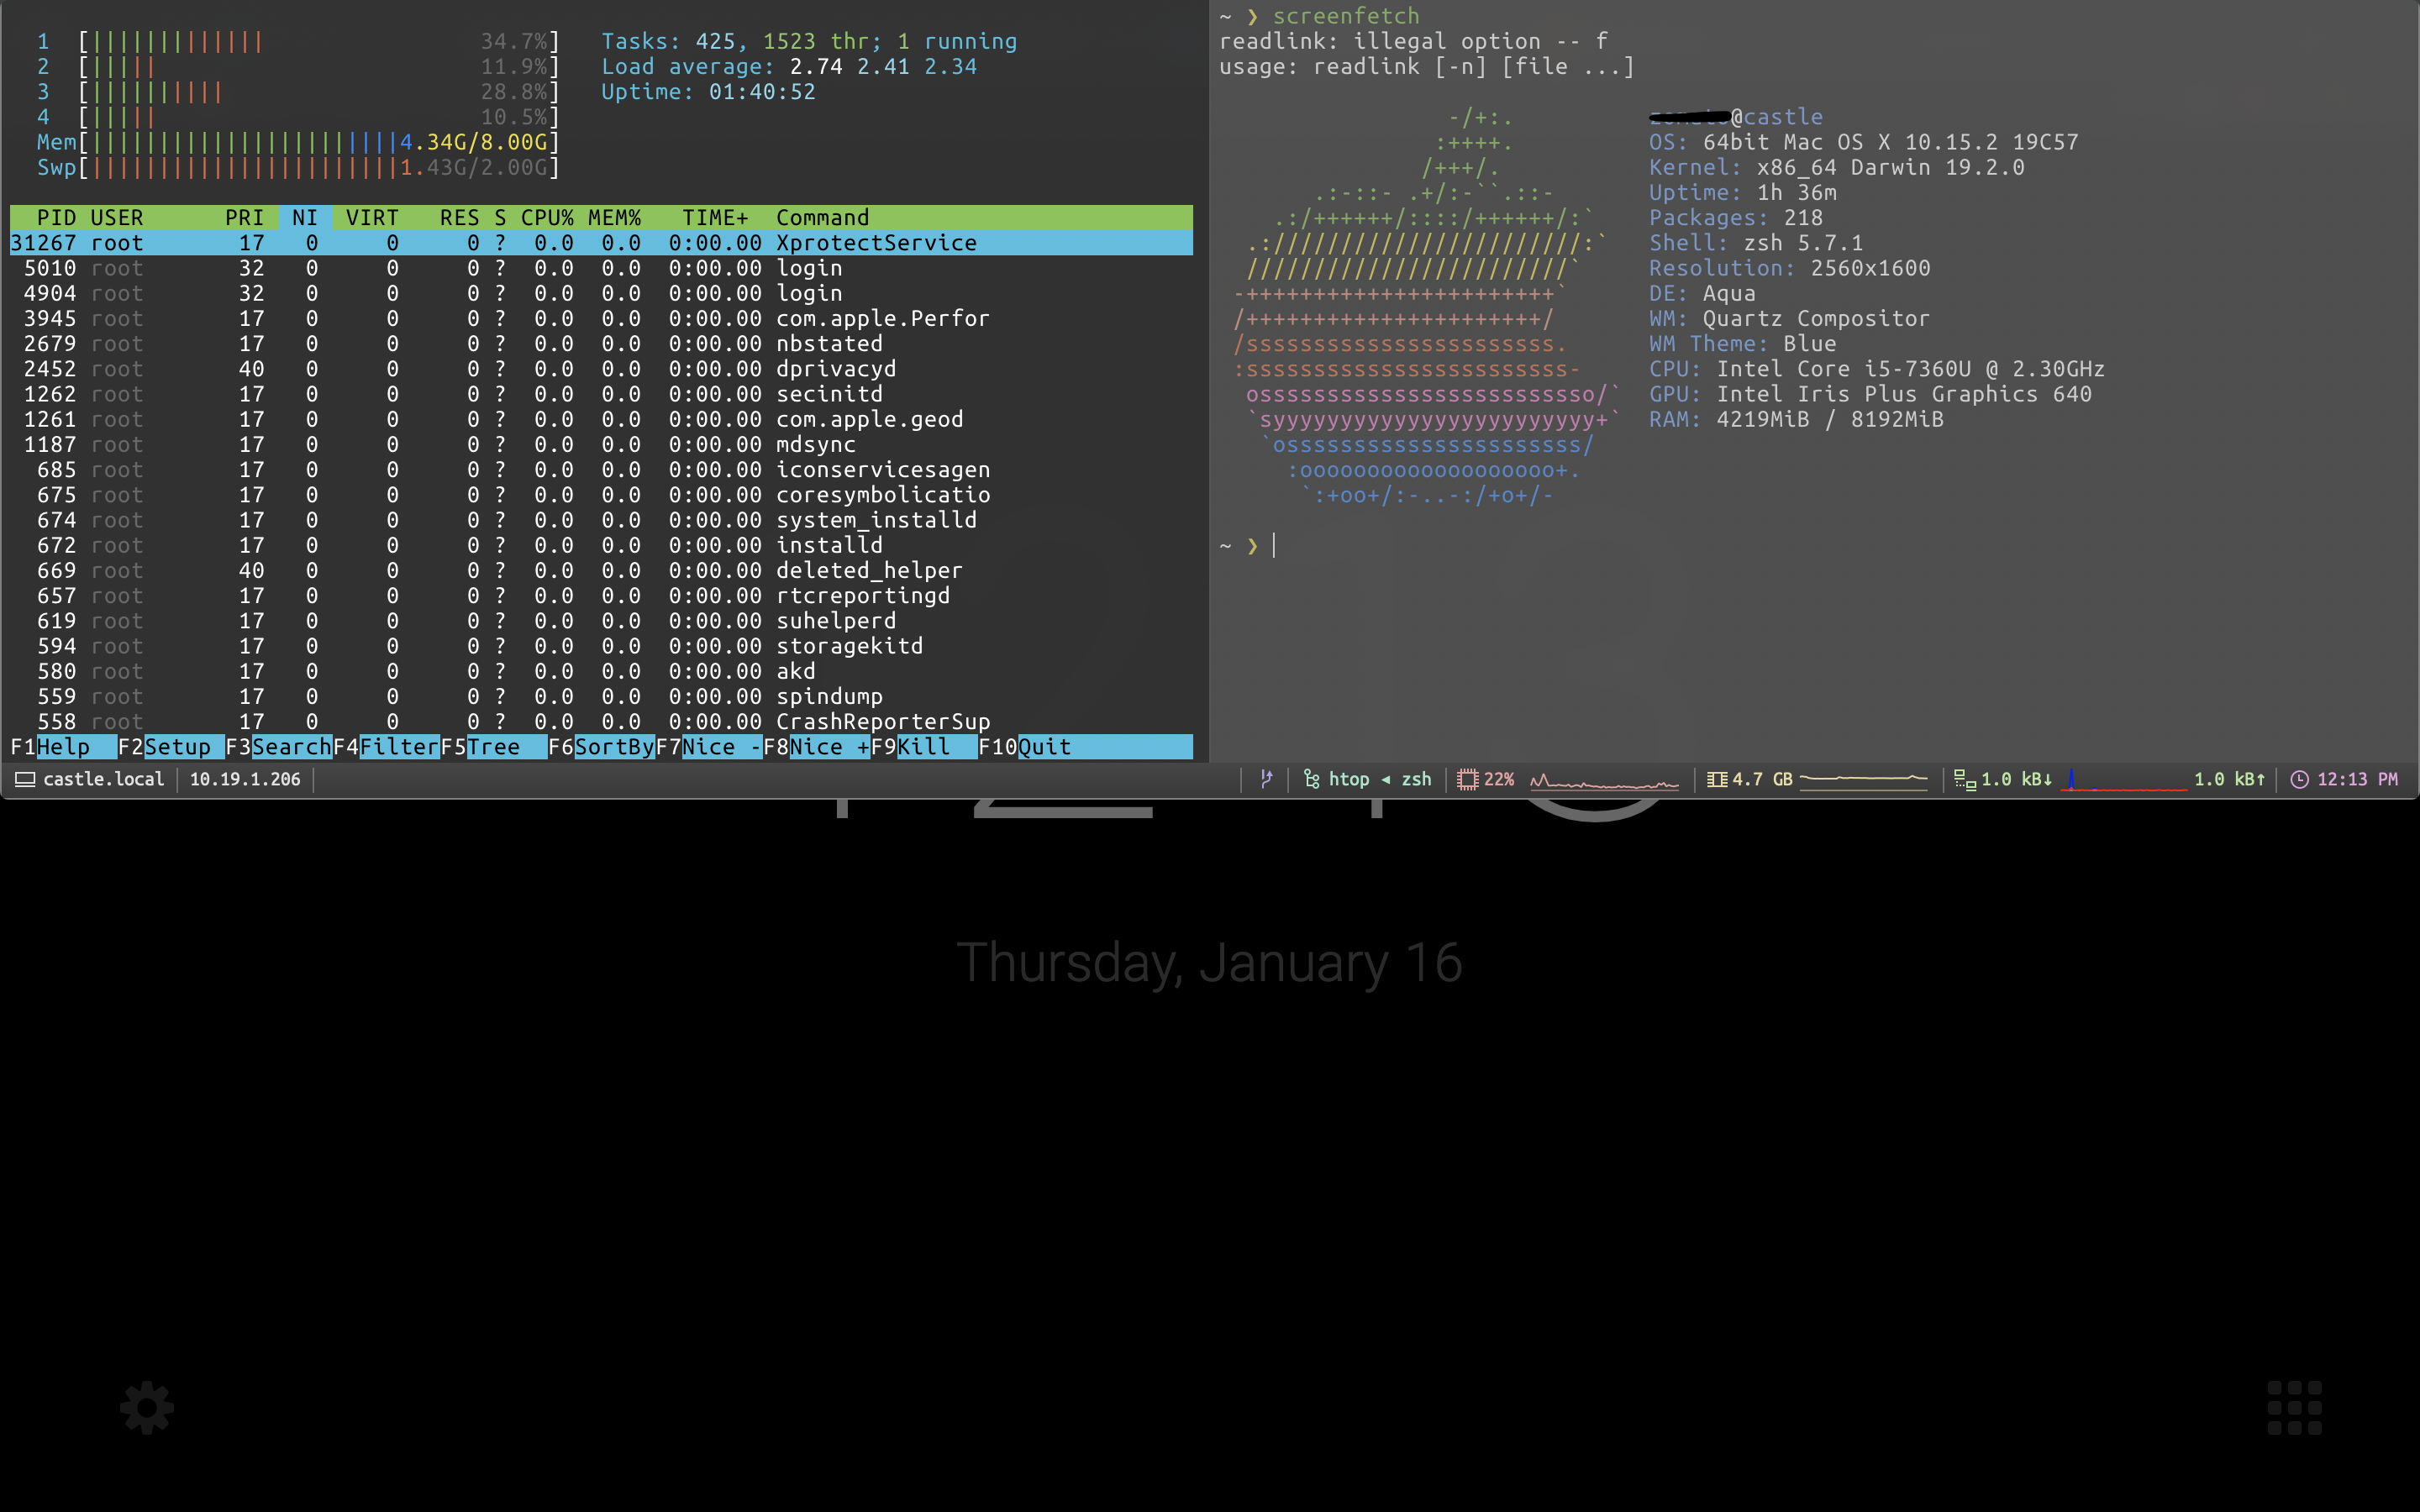 1 [||||||||||||| 34.7%] Tasks: 425, 1523 thr; 1 running
2 [||||| 11.9%] Load average: 2.74 2.41 2.34
3 [|||||||||| 28.8%] Uptime: 01:40:52
4 [||||| 10.5%]
Mem[|||||||||||||||||||||||4.34G/8.00G]
Swp[|||||||||||||||||||||||1.43G/2.00G]
PID USER PRI NI VIRT RES S CPU% MEM% TIME+ Command
31267 root 17 0 0 0 ? 0.0 0.0 0:00.00 XprotectService
5010 root 32 0 0 0 ? 0.0 0.0 0:00.00 login
4904 root 32 0 0 0 ? 0.0 0.0 0:00.00 login
3945 root 17 0 0 0 ? 0.0 0.0 0:00.00 com.apple.Perfor
2679 root 17 0 0 0 ? 0.0 0.0 0:00.00 nbstated
2452 root 40 0 0 0 ? 0.0 0.0 0:00.00 dprivacyd
1262 root 17 0 0 0 ? 0.0 0.0 0:00.00 secinitd
1261 root 17 0 0 0 ? 0.0 0.0 0:00.00 com.apple.geod
1187 root 17 0 0 0 ? 0.0 0.0 0:00.00 mdsync
685 root 17 0 0 0 ? 0.0 0.0 0:00.00 iconservicesagen
675 root 17 0 0 0 ? 0.0 0.0 0:00.00 coresymbolicatio
674 root 17 0 0 0 ? 0.0 0.0 0:00.00 system_installd
672 root 17 0 0 0 ? 0.0 0.0 0:00.00 installd
669 root 40 0 0 0 ? 0.0 0.0 0:00.00 deleted_helper
657 root 17 0 0 0 ? 0.0 0.0 0:00.00 rtcreportingd
619 root 17 0 0 0 ? 0.0 0.0 0:00.00 suhelperd
594 root 17 0 0 0 ? 0.0 0.0 0:00.00 storagekitd
580 root 17 0 0 0 ? 0.0 0.0 0:00.00 akd
559 root 17 0 0 0 ? 0.0 0.0 0:00.00 spindump
558 root 17 0 0 0 ? 0.0 0.0 0:00.00 CrashReporterSup
F1Help F2Setup F3SearchF4FilterF5Tree F6SortByF7Nice -F8Nice +F9Kill F10Quit
~ ❯ screenfetch
readlink: illegal option -- f
usage: readlink [-n] [file ...]
-/+:. @castle
:++++. OS: 64bit Mac OS X 10.15.2 19C57
/+++/. Kernel: x86_64 Darwin 19.2.0
.:-::- .+/:-``.::- Uptime: 1h 36m
.:/++++++/::::/++++++/:` Packages: 218
.:///////////////////////:` Shell: zsh 5.7.1
////////////////////////` Resolution: 2560x1600
-+++++++++++++++++++++++` DE: Aqua
/++++++++++++++++++++++/ WM: Quartz Compositor
/sssssssssssssssssssssss. WM Theme: Blue
:ssssssssssssssssssssssss- CPU: Intel Core i5-7360U @ 2.30GHz
osssssssssssssssssssssssso/` GPU: Intel Iris Plus Graphics 640
`syyyyyyyyyyyyyyyyyyyyyyyy+` RAM: 4219MiB / 8192MiB
`ossssssssssssssssssssss/
:ooooooooooooooooooo+.
`:+oo+/:-..-:/+o+/-
~ ❯
castle.local 10.19.1.206 htop ◂ zsh 22% 4.7 GB 1.0 kB↓ 1.0 kB↑ 12:13 PM
Thursday, January 16